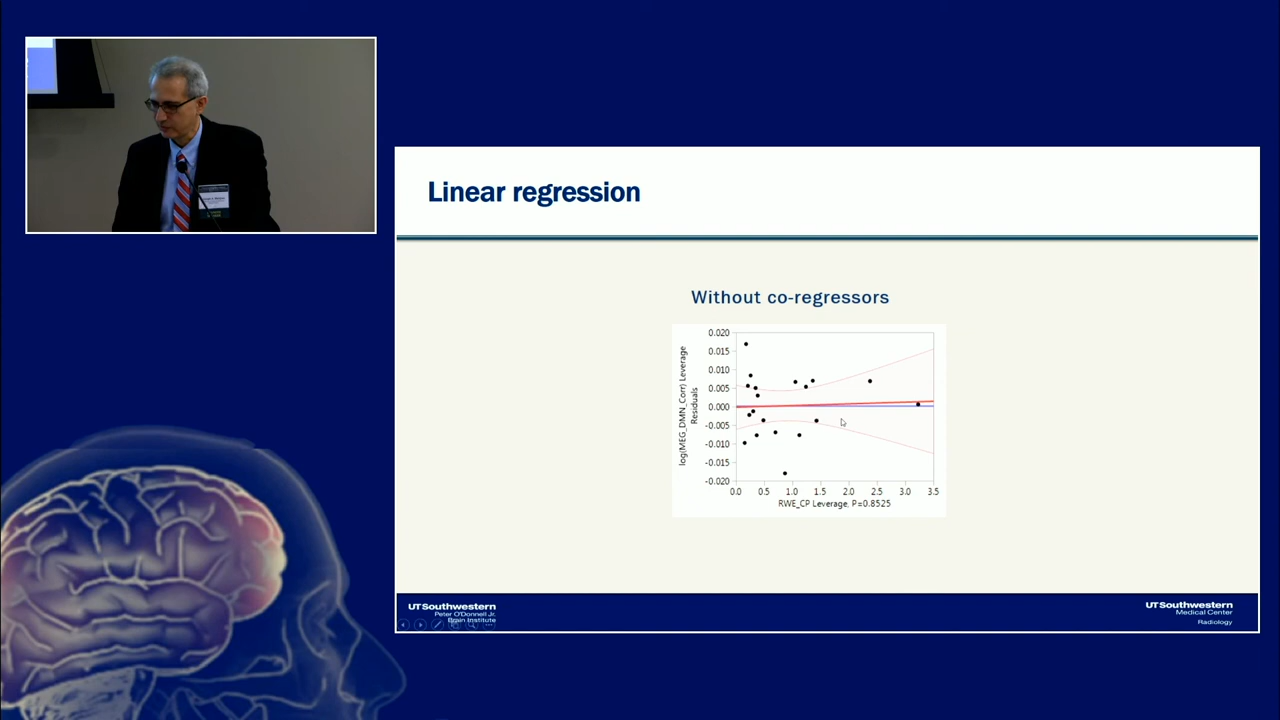 Linear regression
Without co-regressors
log(MEG_DMN_Corr) Leverage
Residuals
0.020
0.015
0.010
0.005
0.000
-0.005
-0.010
-0.015
-0.020
0.0 0.5 1.0 1.5 2.0 2.5 3.0 3.5
RWE_CP Leverage, P=0.8525
UTSouthwestern
Peter O'Donnell Jr.
Brain Institute
UTSouthwestern
Medical Center
Radiology